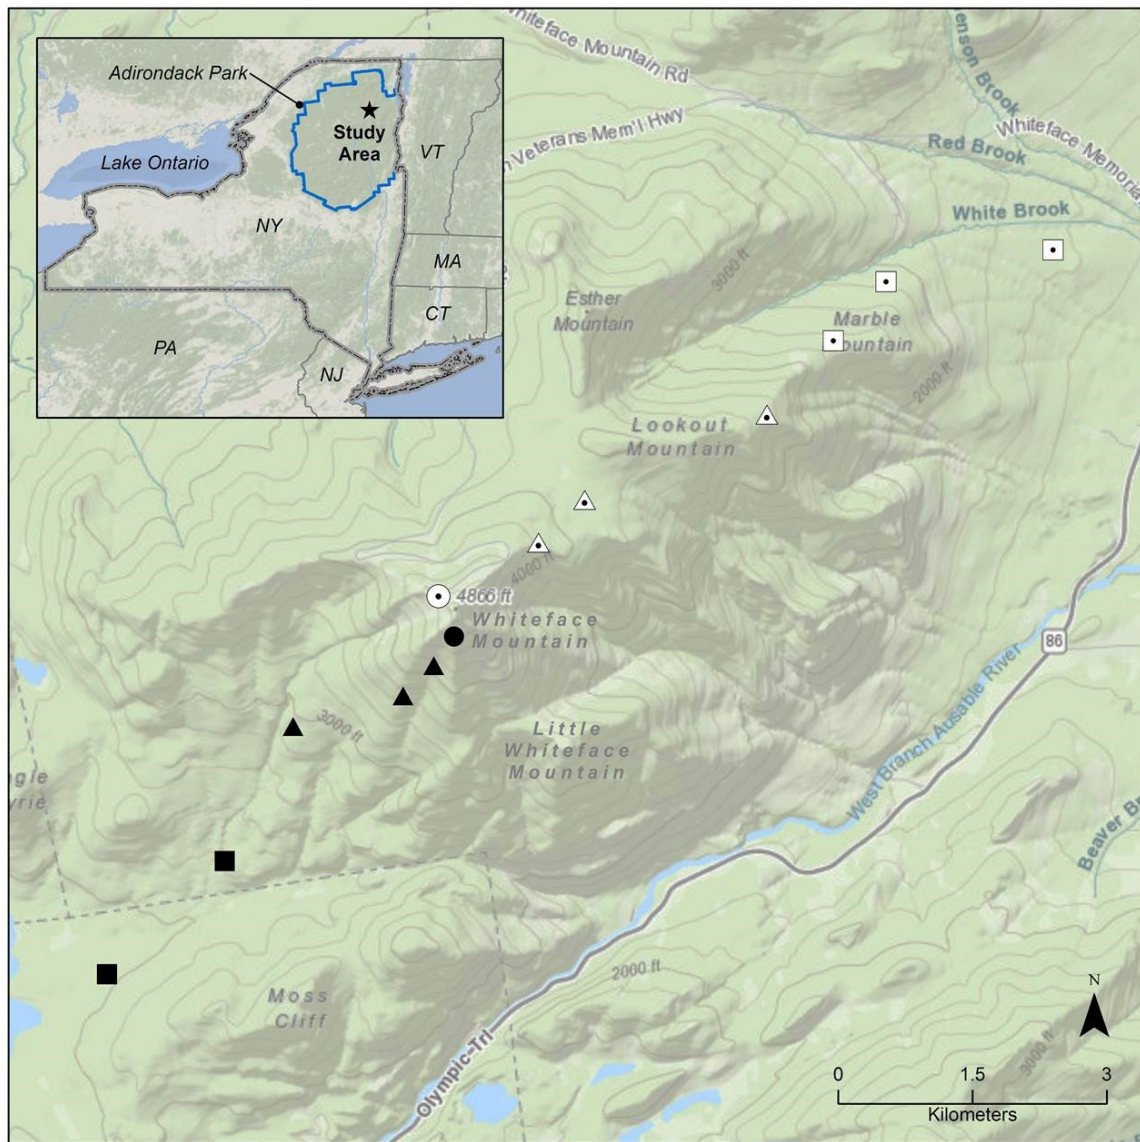 Whiteface Mountain Rd
Brook
Adirondack Park
Study
Area
Lake Ontario
VT
NY
MA
CT
PA
NJ
Veterans Mem'l Hwy
Red Brook
Whiteface Memorial
White Brook
3000 ft
Esther
Mountain
Marble
Mountain
2000 ft
Lookout
Mountain
4000 ft
4866 ft
Whiteface
Mountain
86
3000 ft
Little
Whiteface
Mountain
West Branch Ausable River
Beaver
2000 ft
Moss
Cliff
Olympic-Trl
N
3000 ft
0 1.5 3
Kilometers